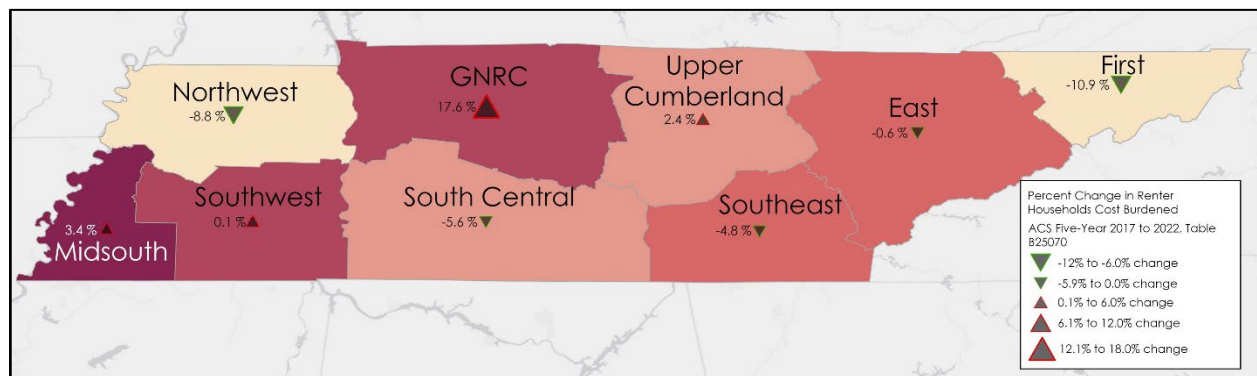 Northwest
-8.8 %
GNRC
17.6 %
Upper
Cumberland
2.4 %
East
-0.6 %
First
-10.9 %
3.4 %
Midsouth
Southwest
0.1 %
South Central
-5.6 %
Southeast
-4.8 %
Percent Change in Renter
Households Cost Burdened
ACS Five-Year 2017 to 2022, Table
B25070
-12% to -6.0% change
-5.9% to 0.0% change
0.1% to 6.0% change
6.1% to 12.0% change
12.1% to 18.0% change